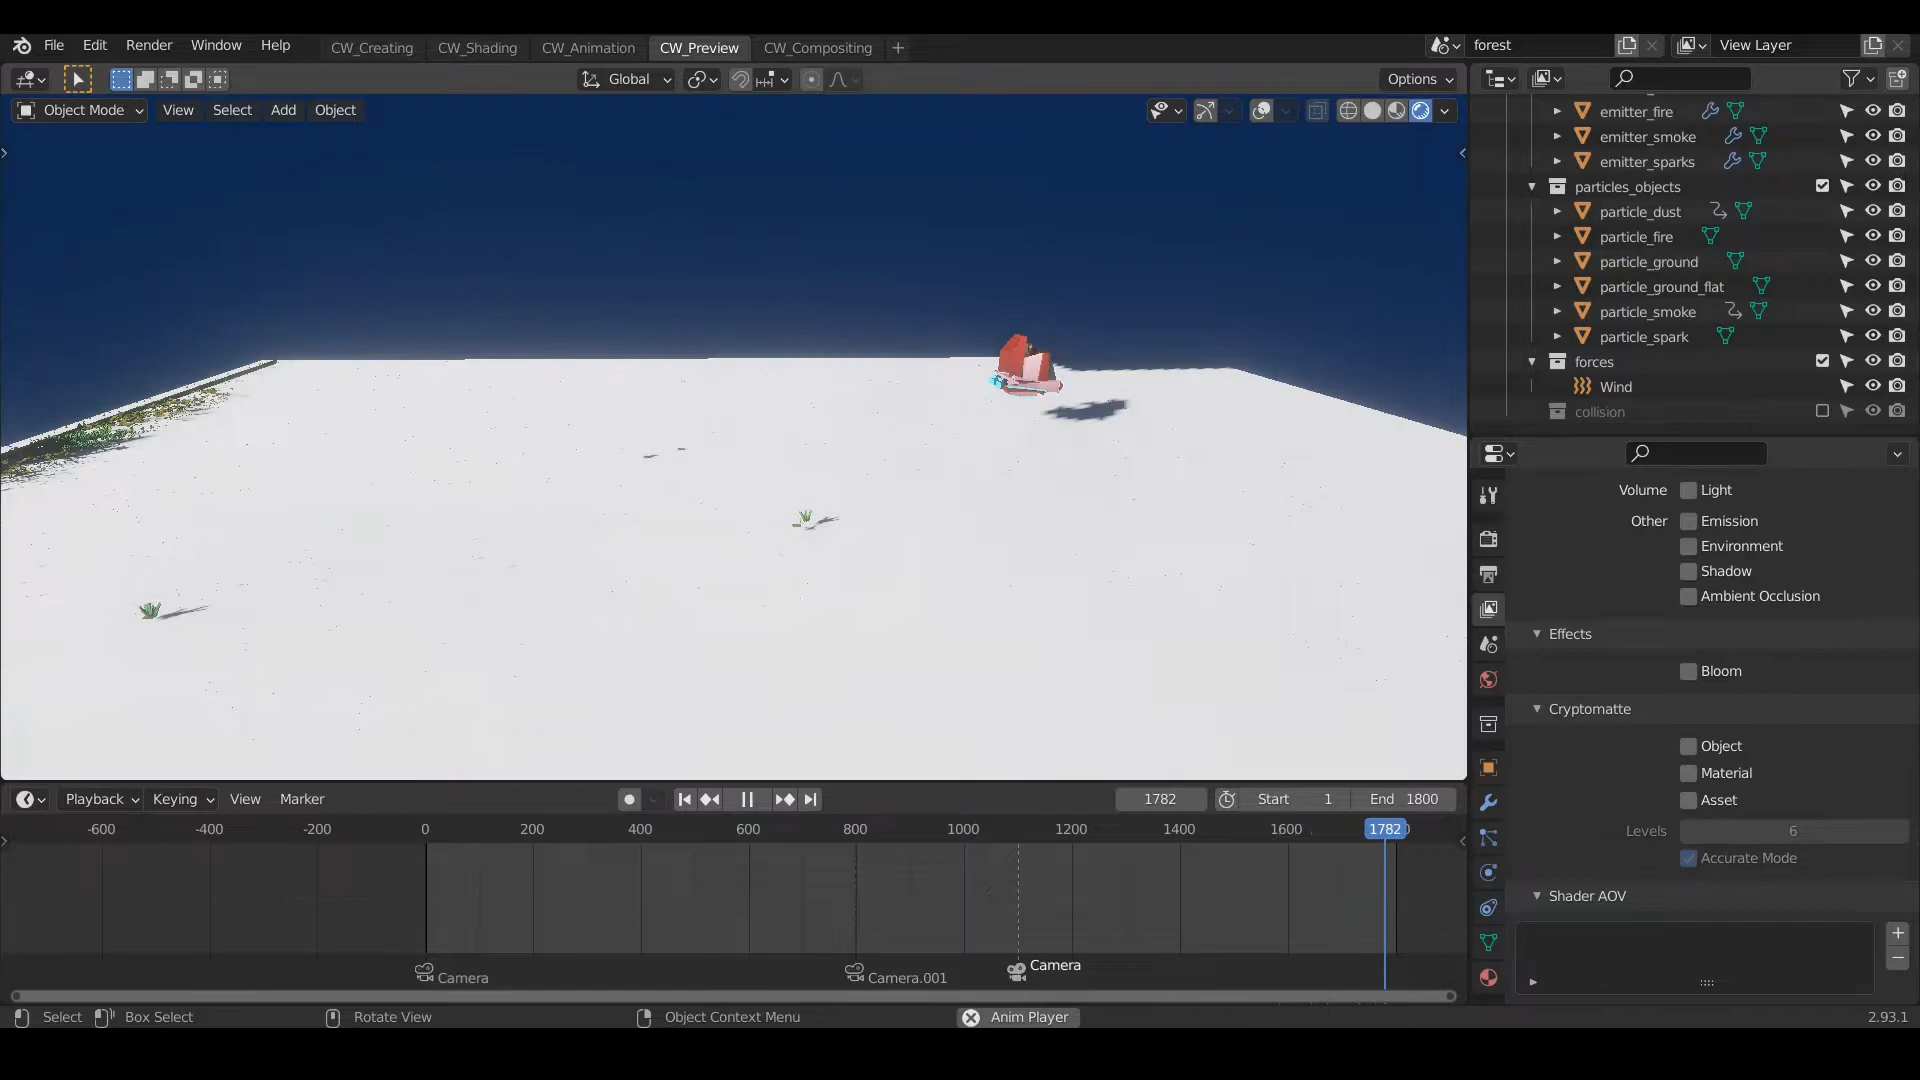 File Edit Render Window Help CW_Creating CW_Shading CW_Animation CW_Preview CW_Compositing + forest View Layer
Global Options
Object Mode View Select Add Object
emitter_fire
emitter_smoke
emitter_sparks
particles_objects
particle_dust
particle_fire
particle_ground
particle_ground_flat
particle_smoke
particle_spark
forces
Wind
collision
Volume Light
Other Emission
Environment
Shadow
Ambient Occlusion
Effects
Bloom
Cryptomatte
Object
Material
Asset
Levels 6
Accurate Mode
Shader AOV
Playback Keying View Marker 1782 Start 1 End 1800
-600 -400 -200 0 200 400 600 800 1000 1200 1400 1600 1782
Camera Camera.001 Camera
Select Box Select Rotate View Object Context Menu Anim Player 2.93.1